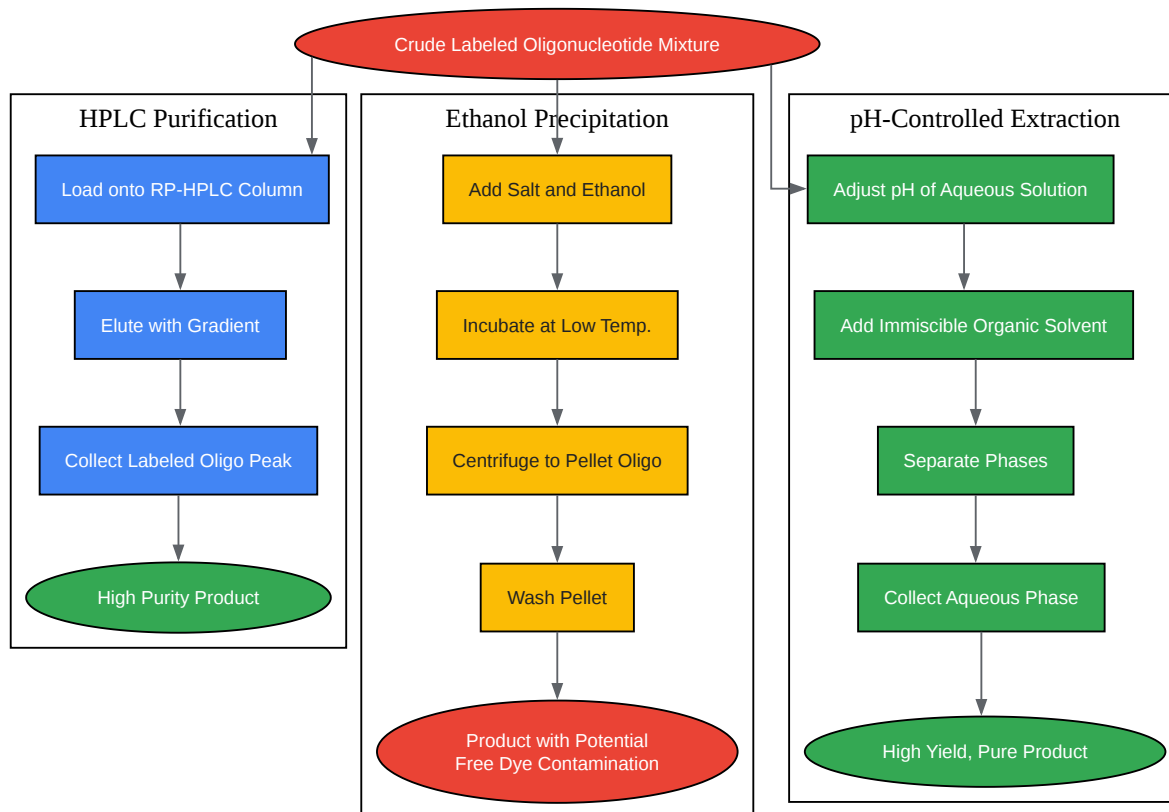 Crude Labeled Oligonucleotide Mixture
HPLC Purification
Load onto RP-HPLC Column
Elute with Gradient
Collect Labeled Oligo Peak
High Purity Product
Ethanol Precipitation
Add Salt and Ethanol
Incubate at Low Temp.
Centrifuge to Pellet Oligo
Wash Pellet
Product with Potential
Free Dye Contamination
pH-Controlled Extraction
Adjust pH of Aqueous Solution
Add Immiscible Organic Solvent
Separate Phases
Collect Aqueous Phase
High Yield, Pure Product